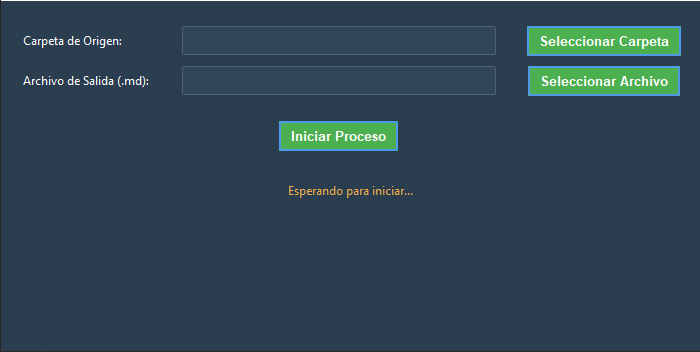 Carpeta de Origen:
Seleccionar Carpeta
Archivo de Salida (.md):
Seleccionar Archivo
Iniciar Proceso
Esperando para iniciar...